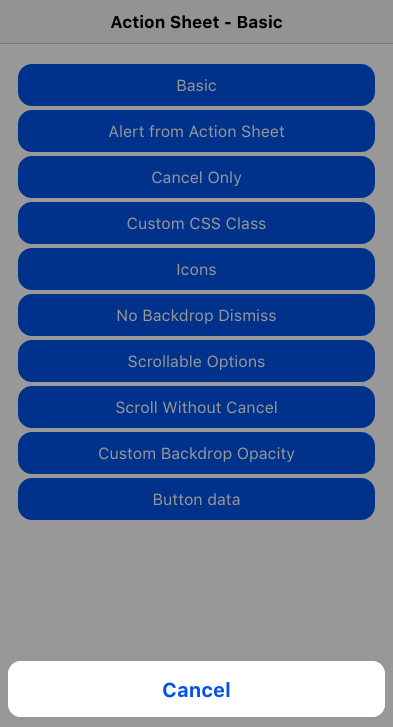 Action Sheet - Basic
Basic
Alert from Action Sheet
Cancel Only
Custom CSS Class
Icons
No Backdrop Dismiss
Scrollable Options
Scroll Without Cancel
Custom Backdrop Opacity
Button data
Cancel